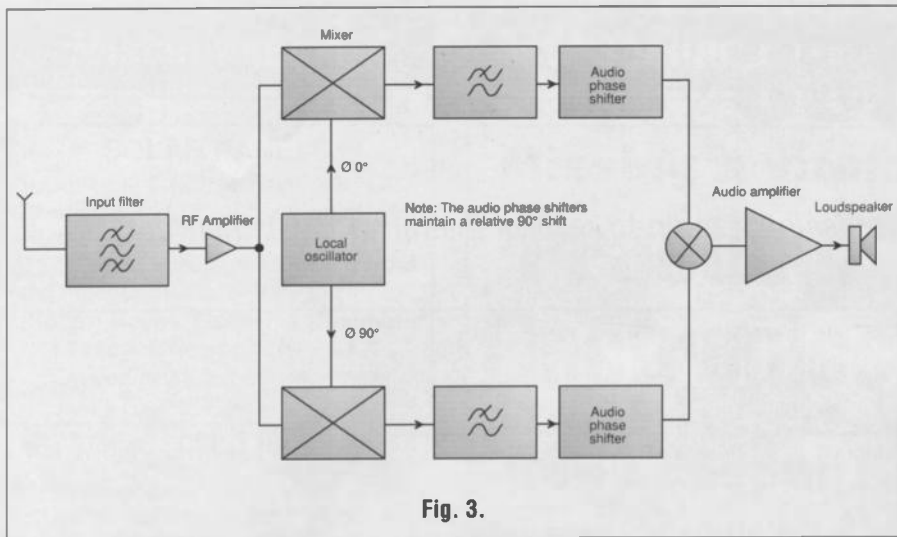 Mixer
Audio
phase
shifter
Ø 0°
Input filter
RF Amplifier
Local
oscillator
Note: The audio phase shifters
maintain a relative 90° shift
Audio amplifier
Loudspeaker
Ø 90°
Audio
phase
shifter
Fig. 3.